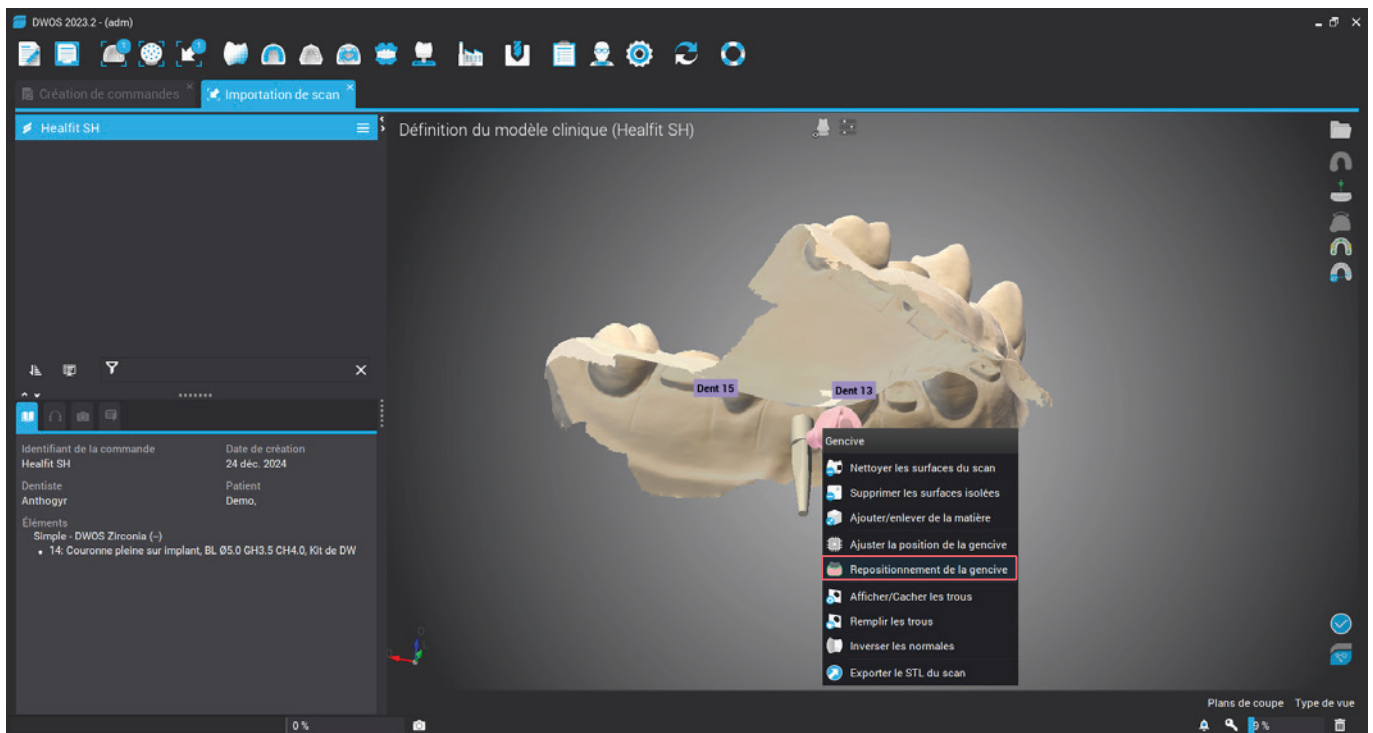 DWOS 2023.2 - (adm)
Création de commandes
Importation de scan
Healfit SH
Définition du modèle clinique (Healfit SH)
Dent 15
Dent 13
Gencive
Nettoyer les surfaces du scan
Supprimer les surfaces isolées
Ajouter/enlever de la matière
Ajuster la position de la gencive
Repositionnement de la gencive
Afficher/Cacher les trous
Remplir les trous
Inverser les normales
Exporter le STL du scan
Identifiant de la commande
Healfit SH
Date de création
24 déc. 2024
Dentiste
Anthogyr
Patient
Demo,
Éléments
Simple - DWOS Zirconia (--)
• 14: Couronne pleine sur implant, BL Ø5.0 GH3.5 CH4.0, Kit de DW
Plans de coupe Type de vue
0 %
9 %